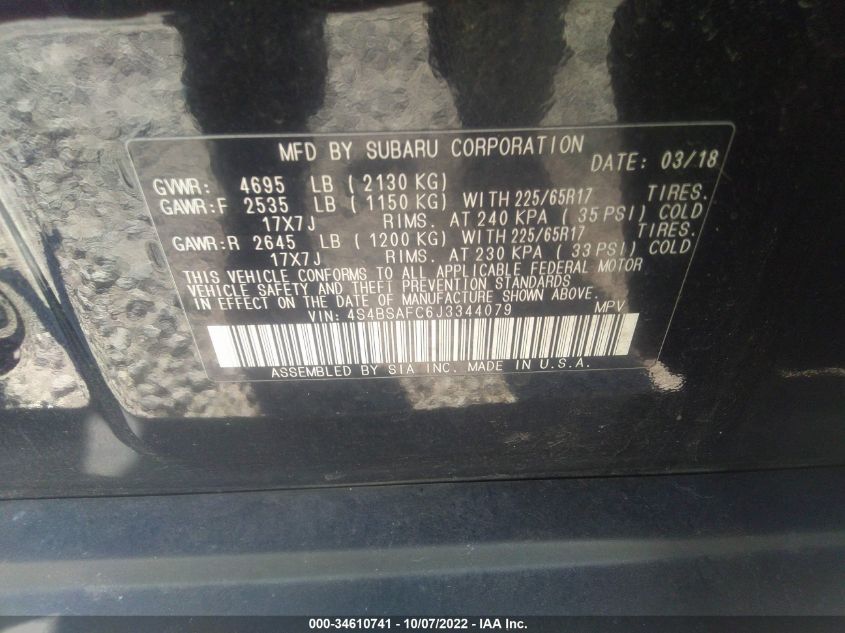 MFD BY SUBARU CORPORATION DATE: 03/18
GVWR: 4695 LB ( 2130 KG)
GAWR:F 2535 LB ( 1150 KG) WITH 225/65R17 TIRES.
17X7J RIMS. AT 240 KPA ( 35 PSI) COLD
GAWR:R 2645 LB ( 1200 KG) WITH 225/65R17 TIRES.
17X7J RIMS. AT 230 KPA ( 33 PSI) COLD
THIS VEHICLE CONFORMS TO ALL APPLICABLE FEDERAL MOTOR
VEHICLE SAFETY AND THEFT PREVENTION STANDARDS
IN EFFECT ON THE DATE OF MANUFACTURE SHOWN ABOVE.
VIN: 4S4BSAFC6J3344079 MPV
ASSEMBLED BY SIA INC. MADE IN U.S.A.
000-34610741 - 10/07/2022 - IAA Inc.